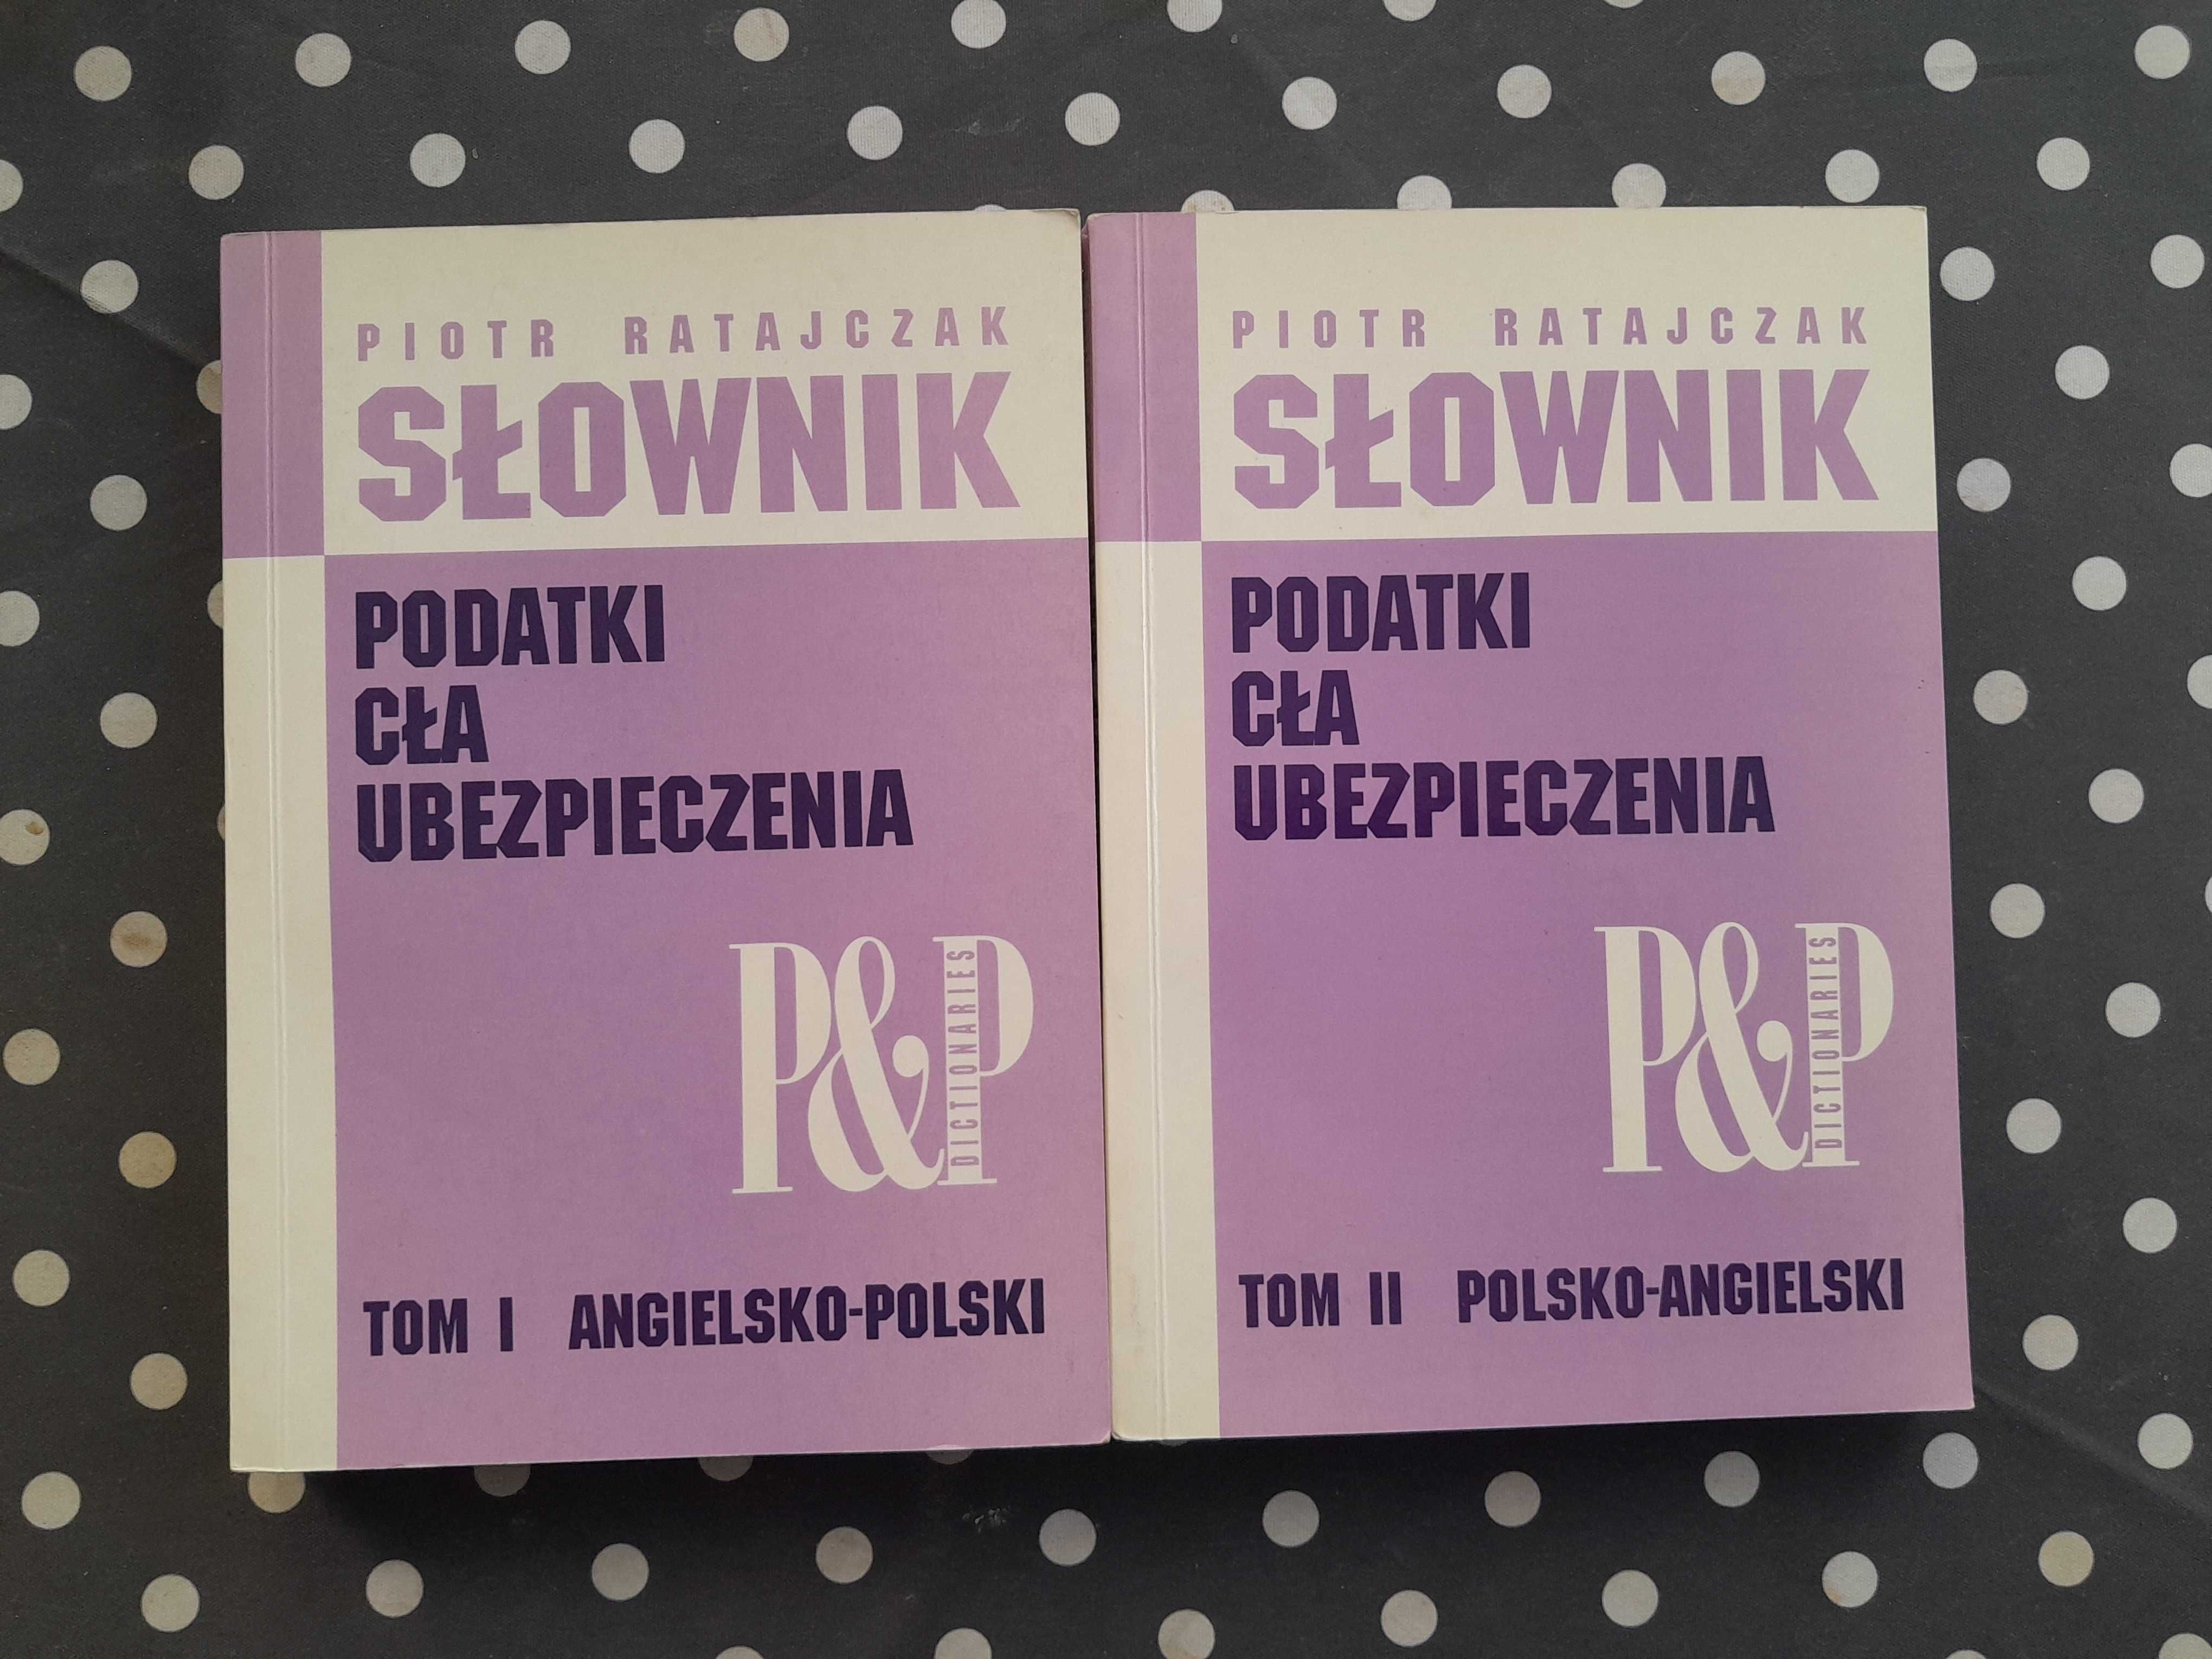 PIOTR RATAJCZAK
SŁOWNIK
PODATKI
CŁA
UBEZPIECZENIA
P&P
DICTIONARIES
TOM I ANGIELSKO-POLSKI
PIOTR RATAJCZAK
SŁOWNIK
PODATKI
CŁA
UBEZPIECZENIA
P&P
DICTIONARIES
TOM II POLSKO-ANGIELSKI